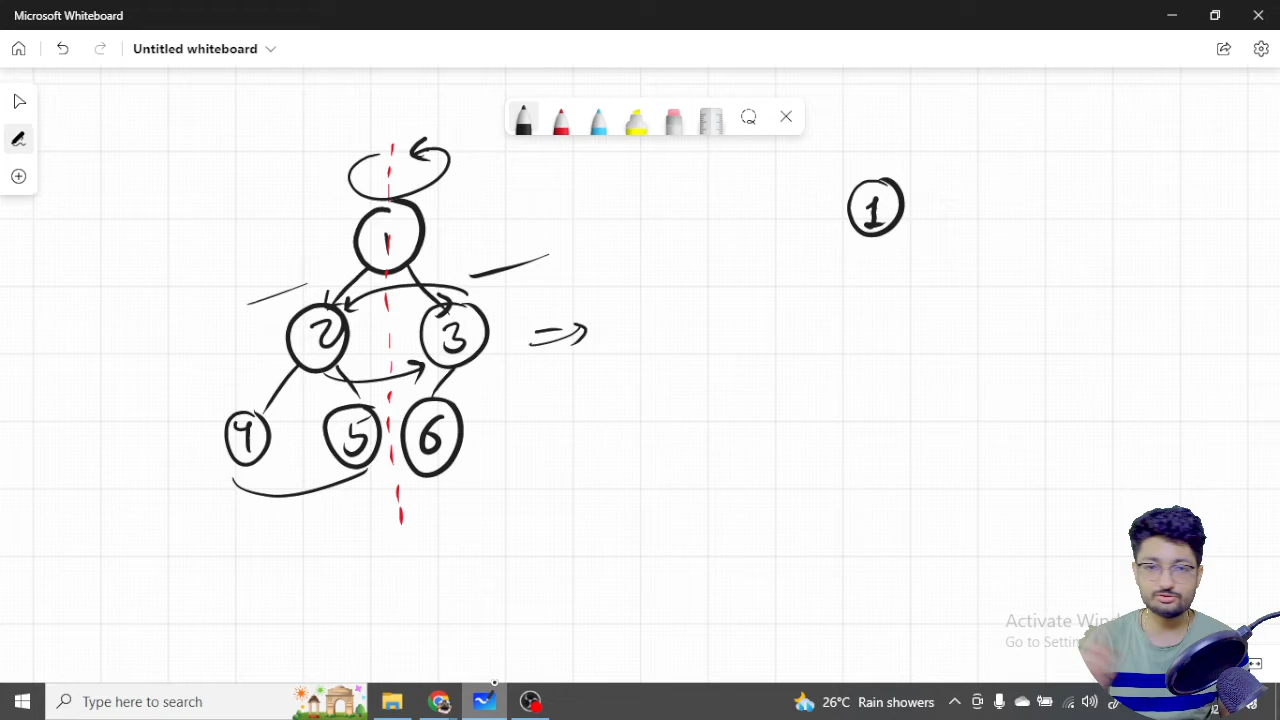 Microsoft Whiteboard
Untitled whiteboard
1
1
2
3
4
5
6
Activate Win
Go to Setti
Type here to search
26°C Rain showers